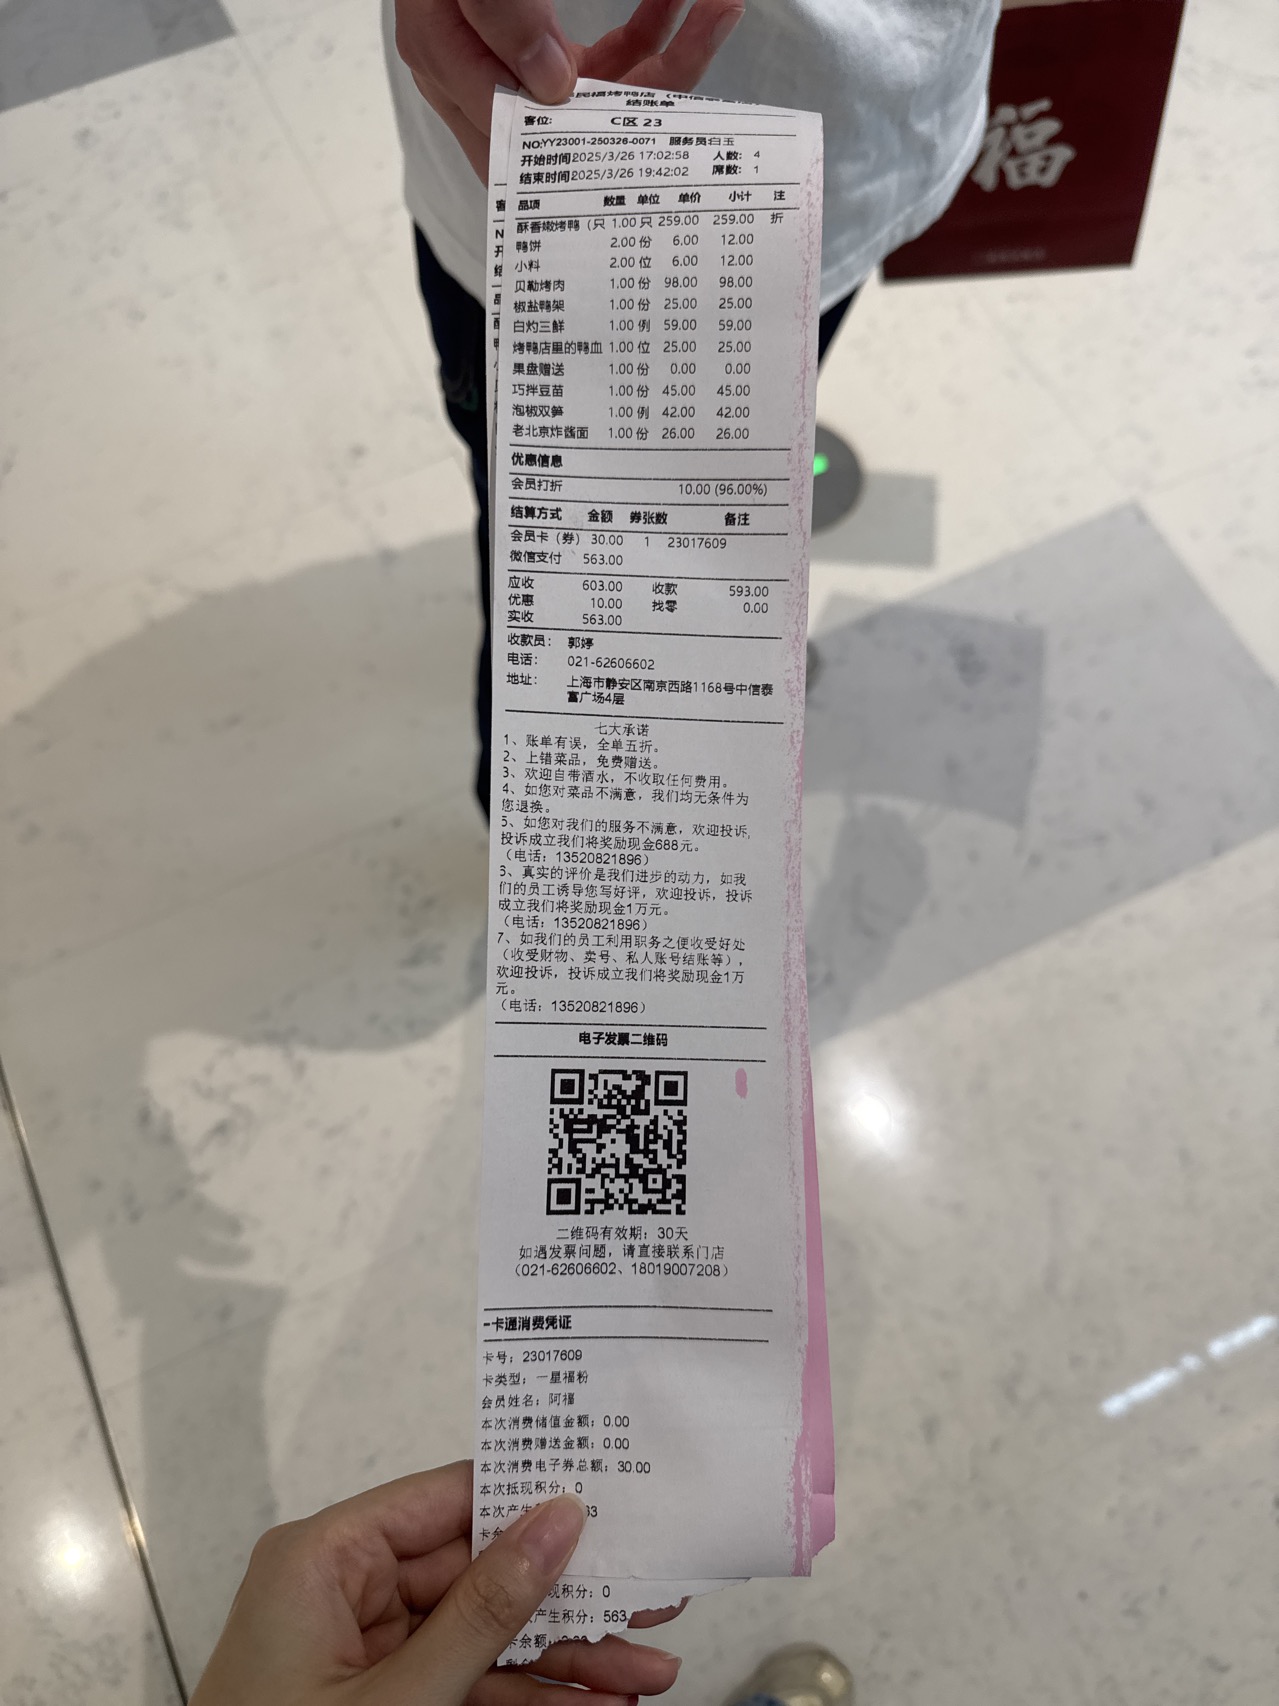 民福烤鸭店
结账单
客位: C区 23
NO:YY23001-250326-0071 服务员白玉
开始时间2025/3/26 17:02:58 人数: 4
结束时间2025/3/26 19:42:02 席数: 1
品项 数量 单位 单价 小计 注
酥香嫩烤鸭（只 1.00 只 259.00 259.00 折
鸭饼 2.00 份 6.00 12.00
小料 2.00 位 6.00 12.00
贝勒烤肉 1.00 份 98.00 98.00
椒盐鸭架 1.00 份 25.00 25.00
白灼三鲜 1.00 例 59.00 59.00
烤鸭店里的鸭血 1.00 位 25.00 25.00
果盘赠送 1.00 份 0.00 0.00
巧拌豆苗 1.00 份 45.00 45.00
泡椒双笋 1.00 例 42.00 42.00
老北京炸酱面 1.00 份 26.00 26.00
优惠信息
会员打折 10.00 (96.00%)
结算方式 金额 券张数 备注
会员卡（券） 30.00 1 23017609
微信支付 563.00
应收 603.00 收款 593.00
优惠 10.00 找零 0.00
实收 563.00
收款员: 郭婷
电话: 021-62606602
地址: 上海市静安区南京西路1168号中信泰
富广场4层
七大承诺
1、账单有误，全单五折。
2、上错菜品，免费赠送。
3、欢迎自带酒水，不收取任何费用。
4、如您对菜品不满意，我们均无条件为
您退换。
5、如您对我们的服务不满意，欢迎投诉,
投诉成立我们将奖励现金688元。
（电话：13520821896）
6、真实的评价是我们进步的动力，如我
们的员工诱导您写好评，欢迎投诉，投诉
成立我们将奖励现金1万元。
（电话：13520821896）
7、如我们的员工利用职务之便收受好处
（收受财物、卖号、私人账号结账等），
欢迎投诉，投诉成立我们将奖励现金1万
元。
（电话：13520821896）
电子发票二维码
二维码有效期：30天
如遇发票问题，请直接联系门店
（021-62606602、18019007208）
一卡通消费凭证
卡号：23017609
卡类型：一星福粉
会员姓名：阿福
本次消费储值金额：0.00
本次消费赠送金额：0.00
本次消费电子券总额：30.00
本次抵现积分：0
本次产生 63
现积分：0
产生积分：563
卡余额:
福